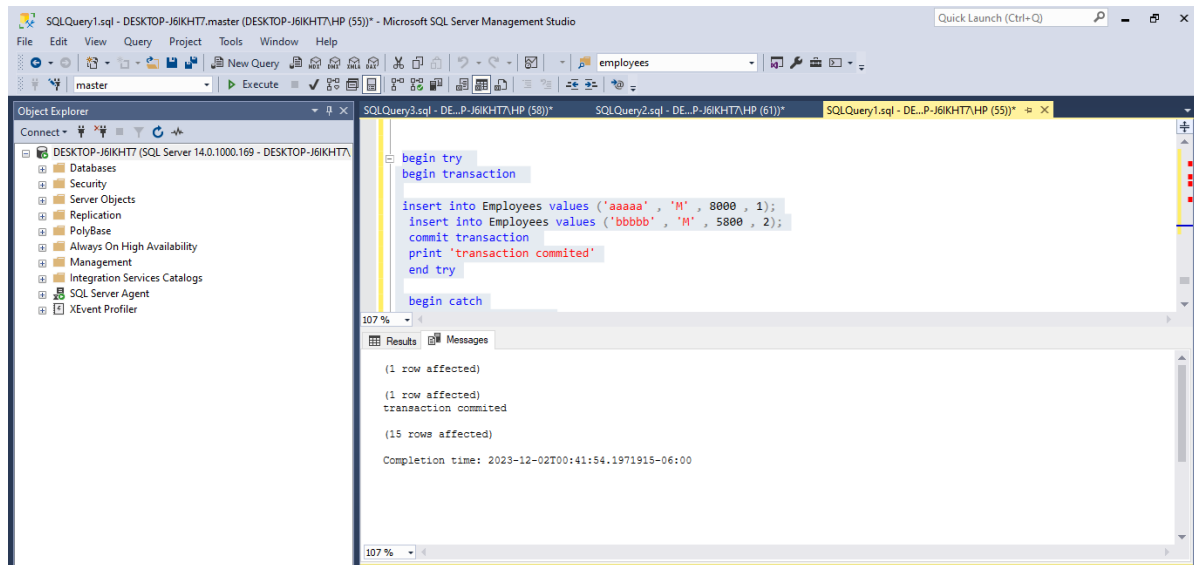 SQLQuery1.sql - DESKTOP-J6IKHT7.master (DESKTOP-J6IKHT7\HP (55))* - Microsoft SQL Server Management Studio
Quick Launch (Ctrl+Q)
File Edit View Query Project Tools Window Help
New Query
MDX DMX XMLA DAX
employees
master
Execute
Object Explorer
SQLQuery3.sql - DE...P-J6IKHT7\HP (58))*
SQLQuery2.sql - DE...P-J6IKHT7\HP (61))*
SQLQuery1.sql - DE...P-J6IKHT7\HP (55))*
Connect
DESKTOP-J6IKHT7 (SQL Server 14.0.1000.169 - DESKTOP-J6IKHT7\
Databases
Security
Server Objects
Replication
PolyBase
Always On High Availability
Management
Integration Services Catalogs
SQL Server Agent
XEvent Profiler
begin try
begin transaction
insert into Employees values ('aaaaa' , 'M' , 8000 , 1);
insert into Employees values ('bbbbb' , 'M' , 5800 , 2);
commit transaction
print 'transaction commited'
end try
begin catch
107 %
Results Messages
(1 row affected)
(1 row affected)
transaction commited
(15 rows affected)
Completion time: 2023-12-02T00:41:54.1971915-06:00
107 %